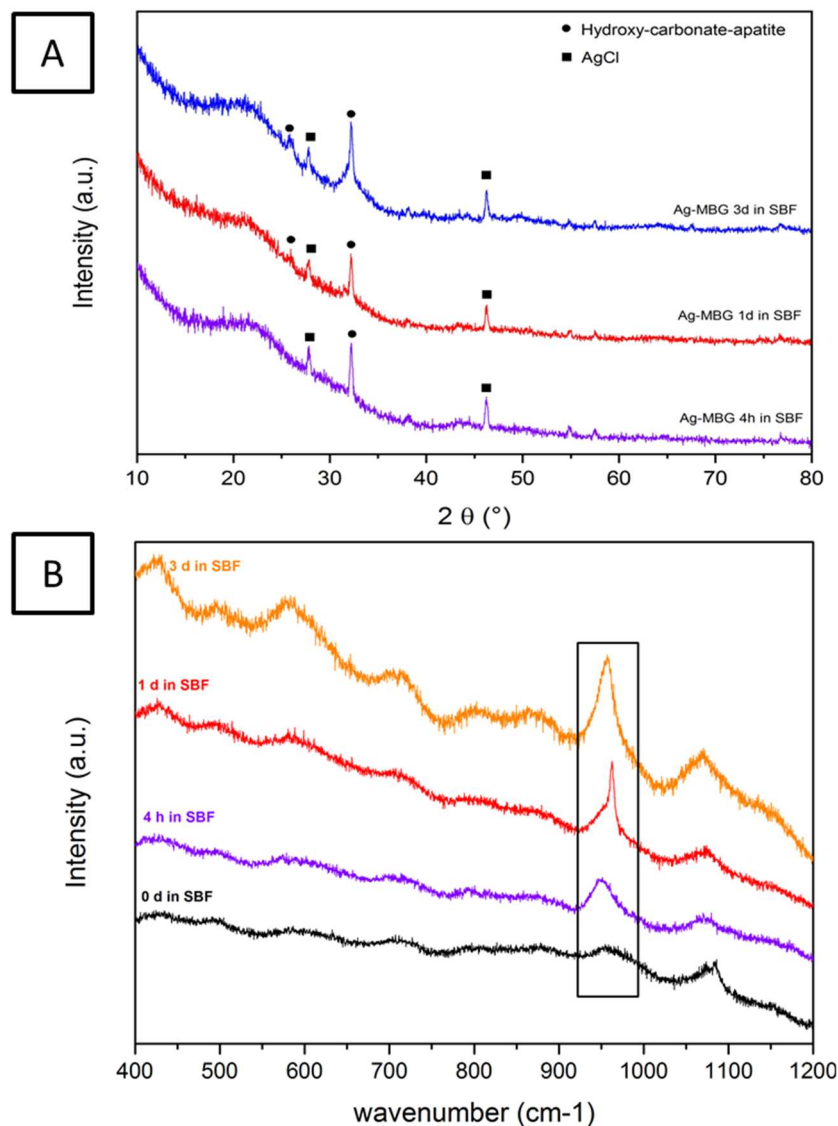 A
● Hydroxy-carbonate-apatite
■ AgCl
Ag-MBG 3d in SBF
Ag-MBG 1d in SBF
Ag-MBG 4h in SBF
Intensity (a.u.)
10 20 30 40 50 60 70 80
2 θ (°)
B
3 d in SBF
1 d in SBF
4 h in SBF
0 d in SBF
Intensity (a.u.)
400 500 600 700 800 900 1000 1100 1200
wavenumber (cm-1)